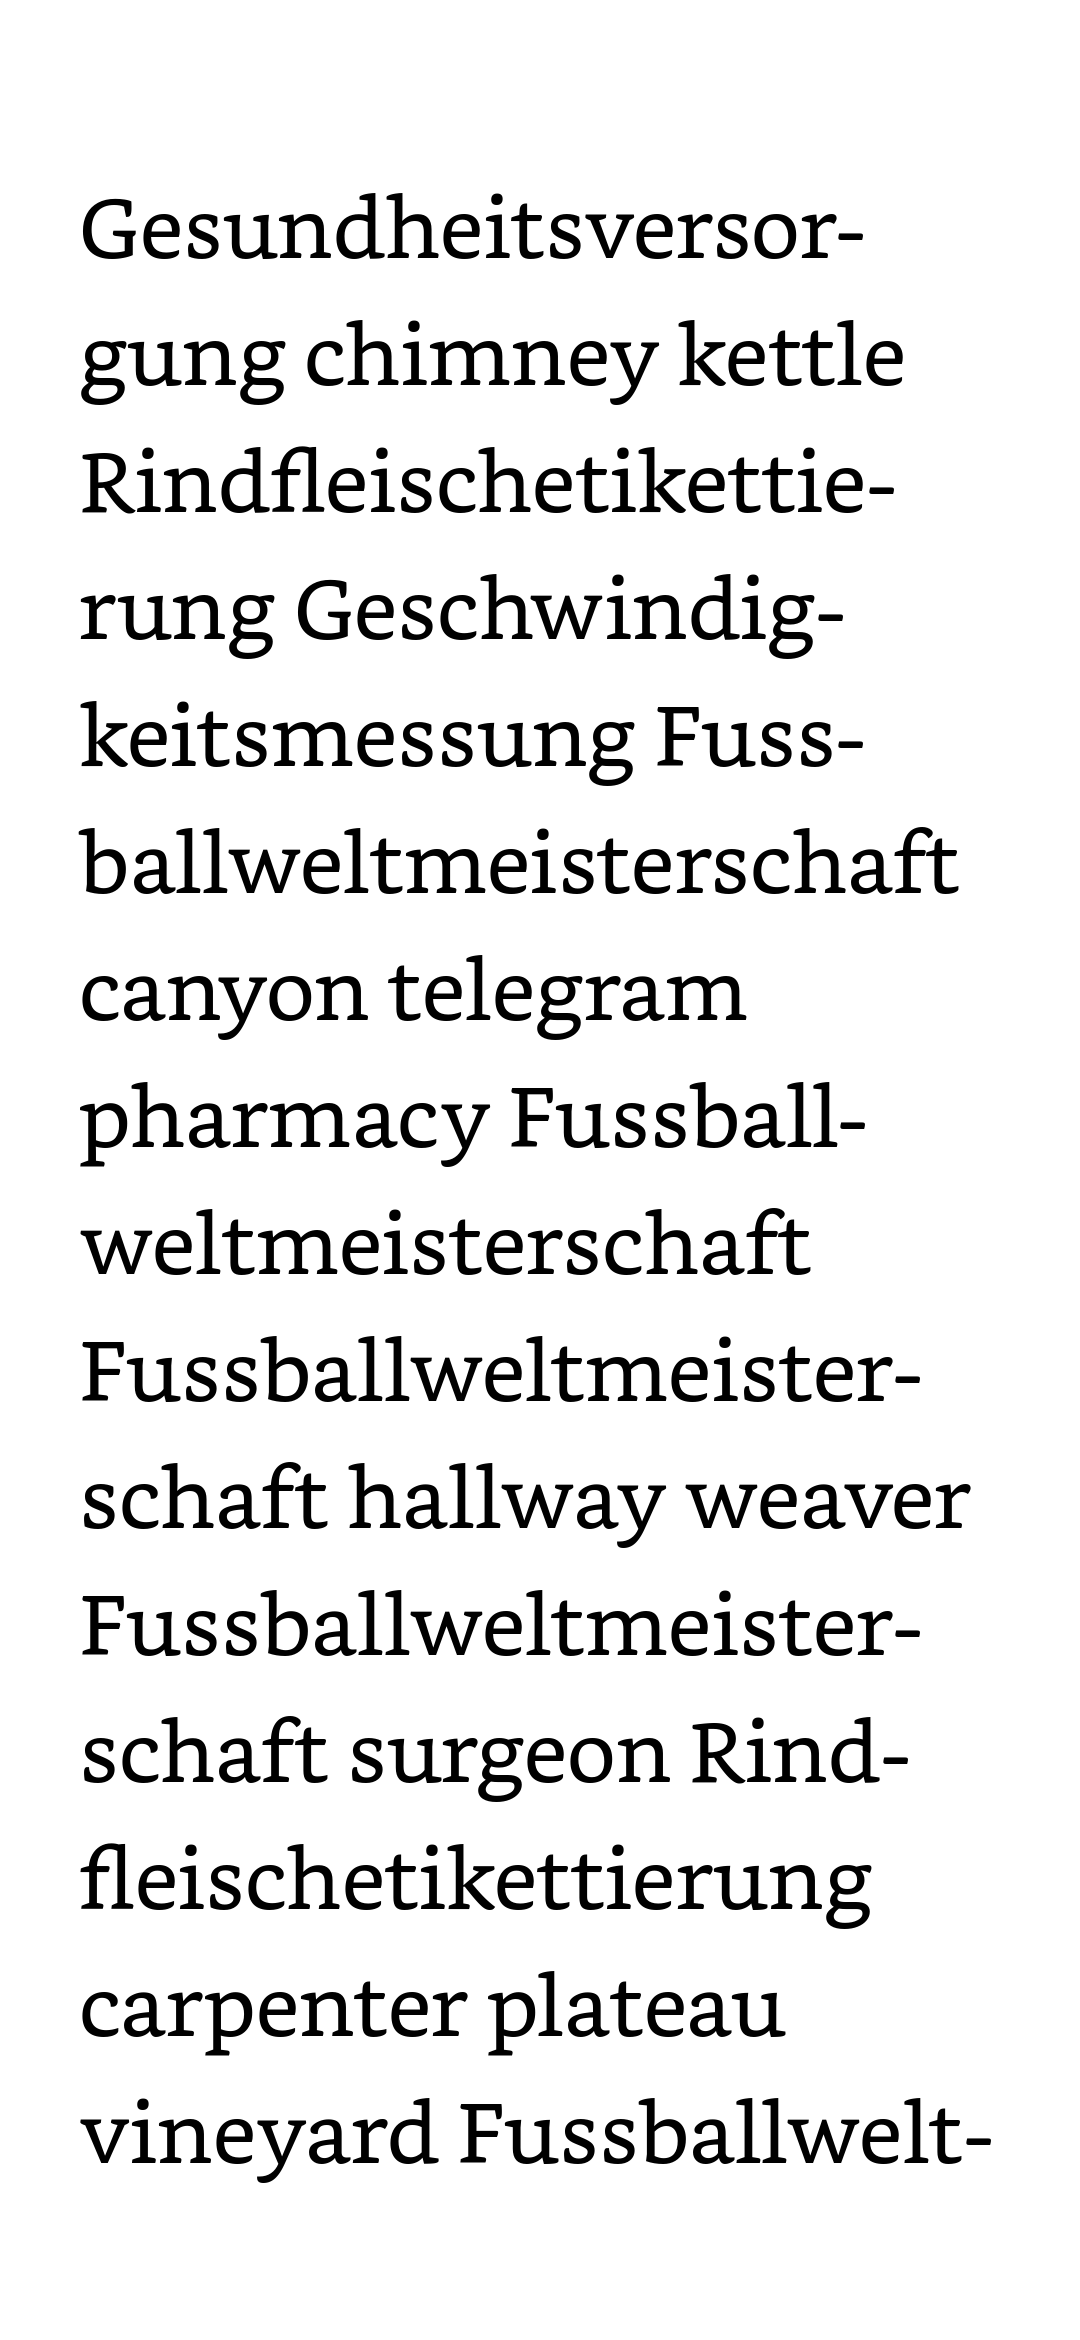 Gesundheitsversor-
gung chimney kettle
Rindfleischetikettie-
rung Geschwindig-
keitsmessung Fuss-
ballweltmeisterschaft
canyon telegram
pharmacy Fussball-
weltmeisterschaft
Fussballweltmeister-
schaft hallway weaver
Fussballweltmeister-
schaft surgeon Rind-
fleischetikettierung
carpenter plateau
vineyard Fussballwelt-